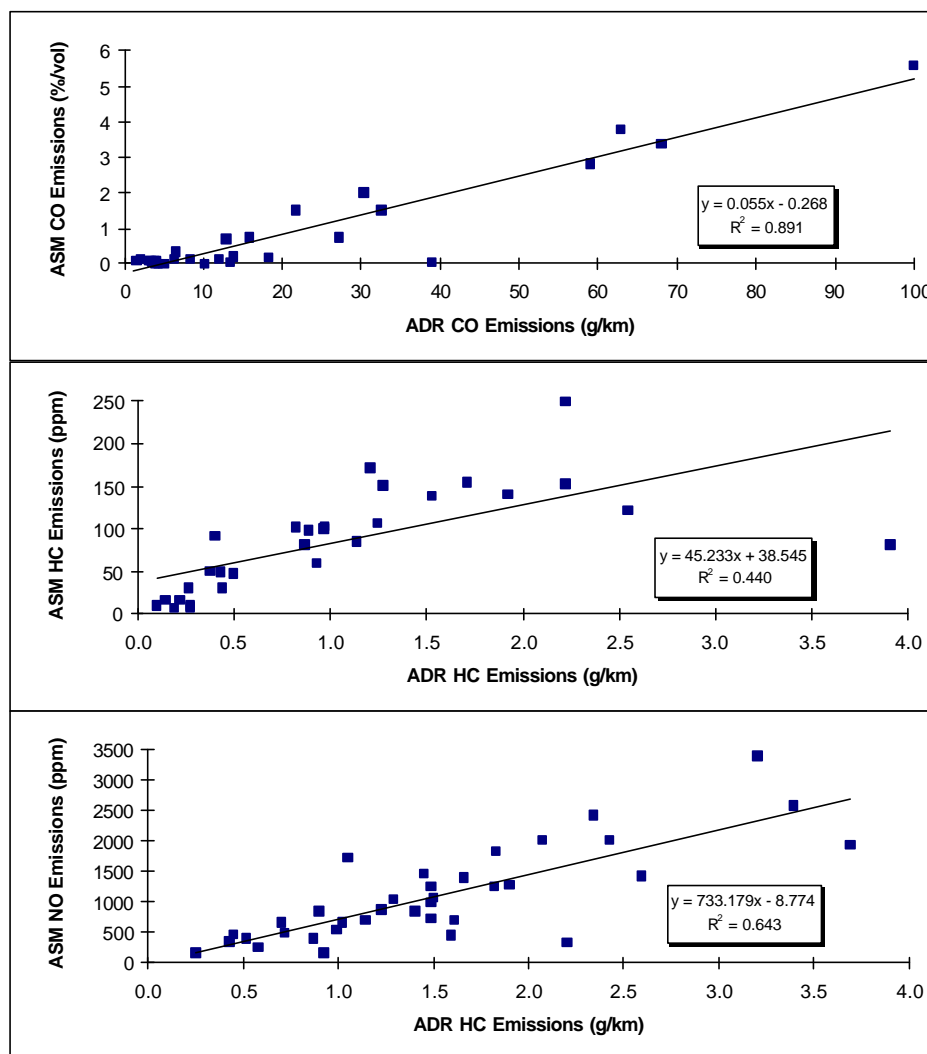 ASM CO Emissions (%/vol)
6
5
4
3
2
1
0
0 10 20 30 40 50 60 70 80 90 100
y = 0.055x - 0.268
R² = 0.891
ADR CO Emissions (g/km)
ASM HC Emissions (ppm)
250
200
150
100
50
0
0.0 0.5 1.0 1.5 2.0 2.5 3.0 3.5 4.0
y = 45.233x + 38.545
R² = 0.440
ADR HC Emissions (g/km)
ASM NO Emissions (ppm)
3500
3000
2500
2000
1500
1000
500
0
0.0 0.5 1.0 1.5 2.0 2.5 3.0 3.5 4.0
y = 733.179x - 8.774
R² = 0.643
ADR HC Emissions (g/km)